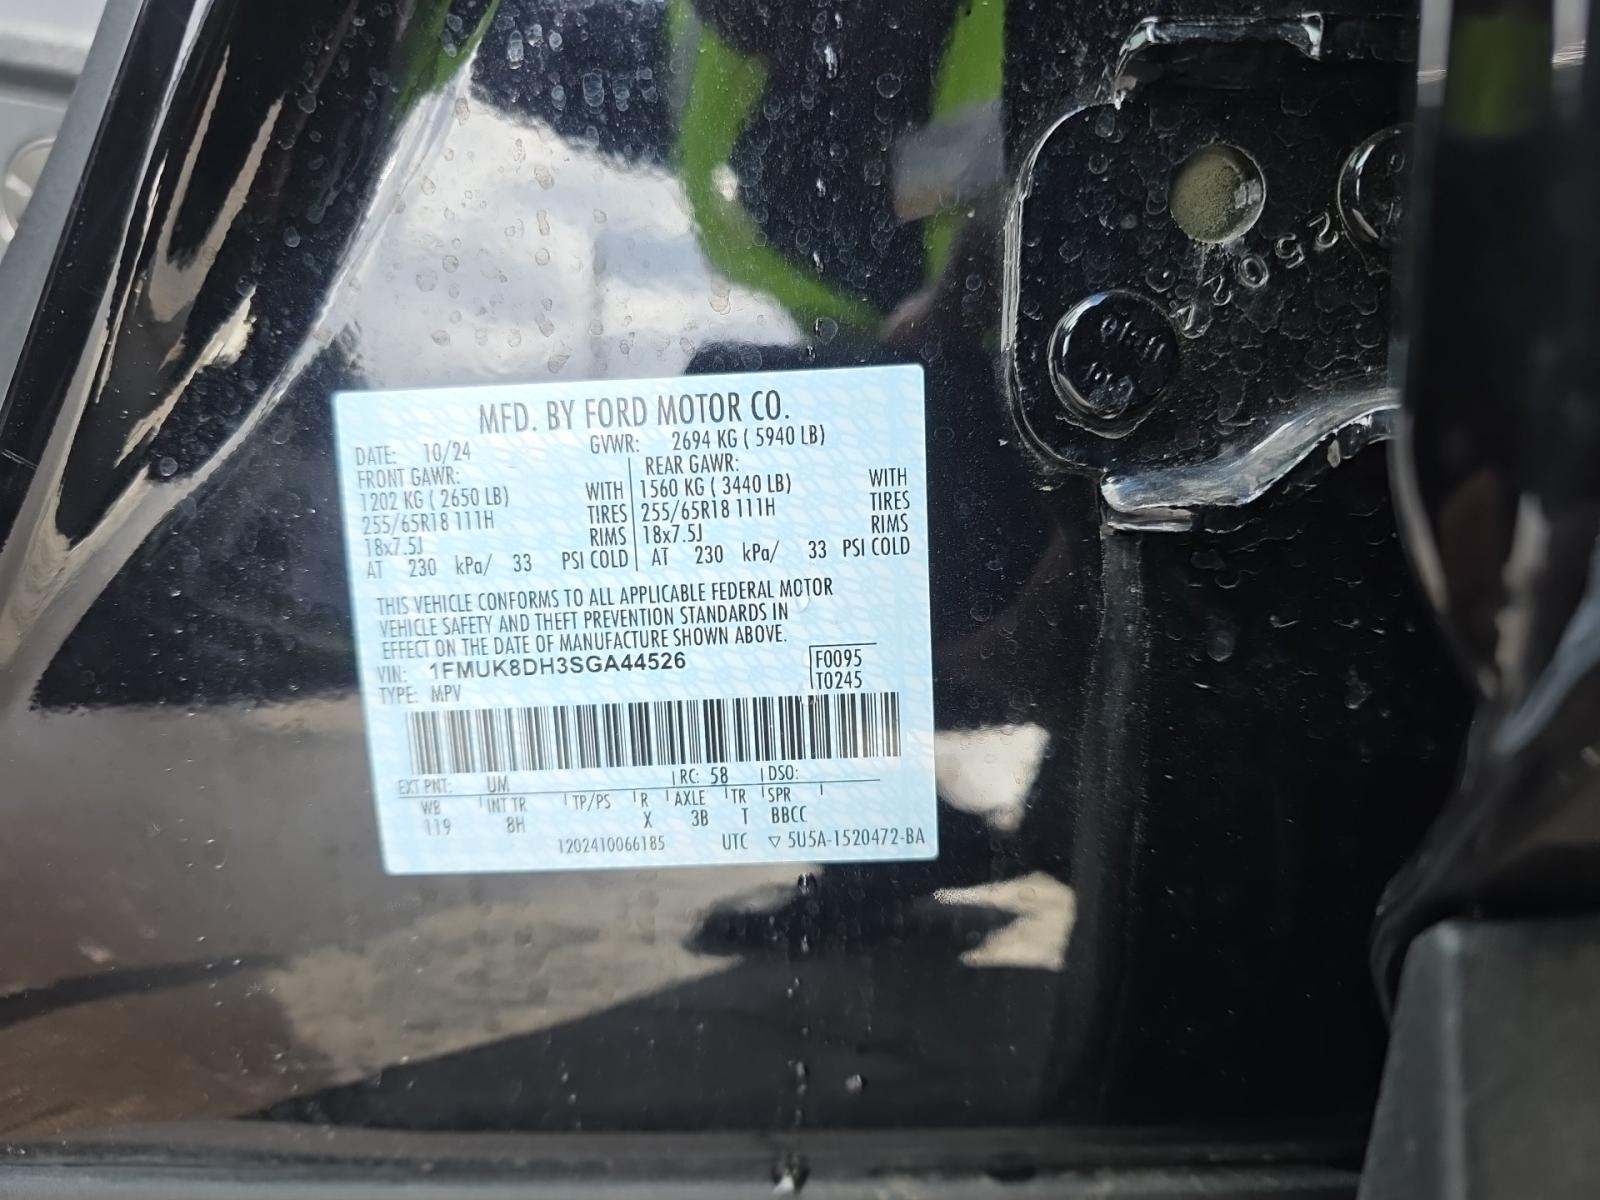 MFD. BY FORD MOTOR CO.
DATE: 10/24 GVWR: 2694 KG ( 5940 LB)
FRONT GAWR: REAR GAWR:
1202 KG ( 2650 LB) WITH 1560 KG ( 3440 LB) WITH
255/65R18 111H TIRES 255/65R18 111H TIRES
18x7.5J RIMS 18x7.5J RIMS
AT 230 kPa/ 33 PSI COLD AT 230 kPa/ 33 PSI COLD
THIS VEHICLE CONFORMS TO ALL APPLICABLE FEDERAL MOTOR
VEHICLE SAFETY AND THEFT PREVENTION STANDARDS IN
EFFECT ON THE DATE OF MANUFACTURE SHOWN ABOVE.
VIN: 1FMUK8DH3SGA44526 F0095
TYPE: MPV T0245
EXT PNT: UM RC: 58 DSO:
WB INT TR TP/PS R AXLE TR SPR
119 8H X 3B T BBCC
1202410066185 UTC ▽ 5U5A-1520472-BA